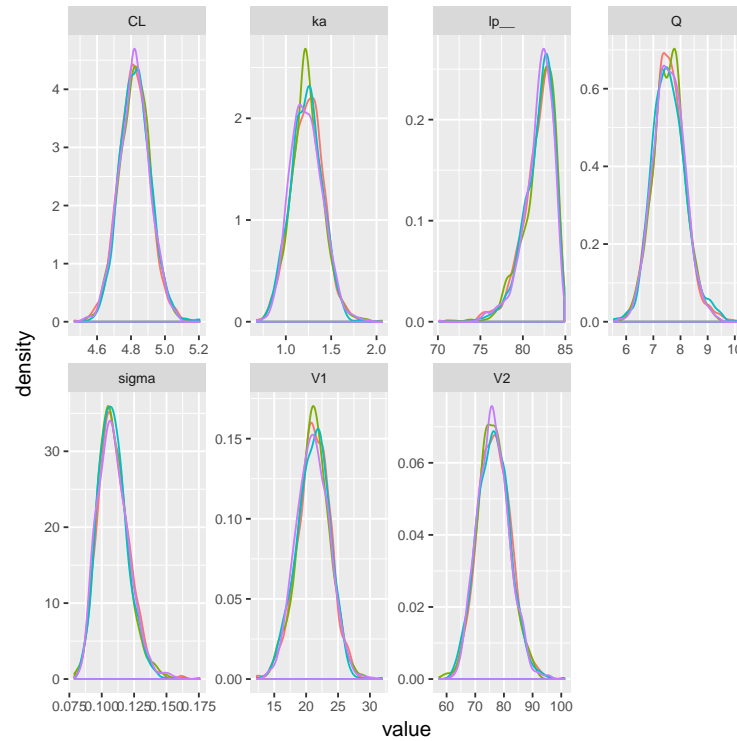 CL ka lp__ Q
4 3 2 1 0
2 1 0
0.2 0.1 0.0
0.6 0.4 0.2 0.0
4.6 4.8 5.0 5.2 1.0 1.5 2.0 70 75 80 85 6 7 8 9 10
density
sigma V1 V2
30 20 10 0
0.15 0.10 0.05 0.00
0.06 0.04 0.02 0.00
0.075 0.100 0.125 0.150 0.175 15 20 25 30 60 70 80 90 100
value